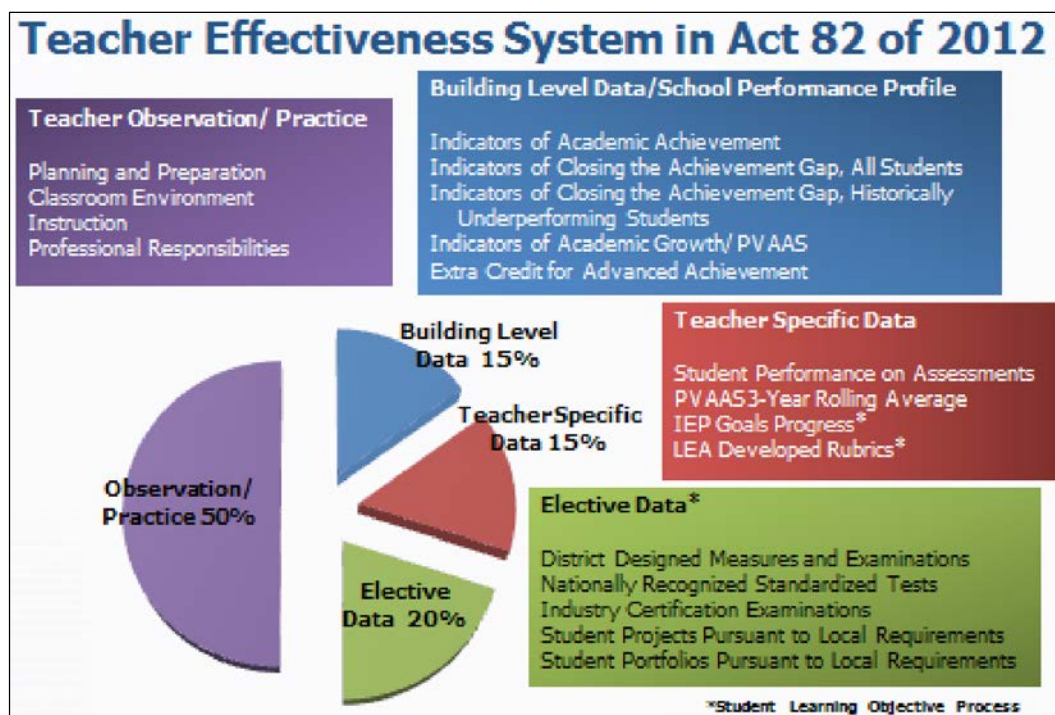 Teacher Effectiveness System in Act 82 of 2012
Teacher Observation/ Practice
Planning and Preparation
Classroom Environment
Instruction
Professional Responsibilities
Building Level Data/School Performance Profile
Indicators of Academic Achievement
Indicators of Closing the Achievement Gap, All Students
Indicators of Closing the Achievement Gap, Historically
Underperforming Students
Indicators of Academic Growth/ PVAAS
Extra Credit for Advanced Achievement
Building Level
Data 15%
Teacher Specific
Data 15%
Observation/
Practice 50%
Elective
Data 20%
Teacher Specific Data
Student Performance on Assessments
PVAAS 3-Year Rolling Average
IEP Goals Progress*
LEA Developed Rubrics*
Elective Data*
District Designed Measures and Examinations
Nationally Recognized Standardized Tests
Industry Certification Examinations
Student Projects Pursuant to Local Requirements
Student Portfolios Pursuant to Local Requirements
*Student Learning Objective Process